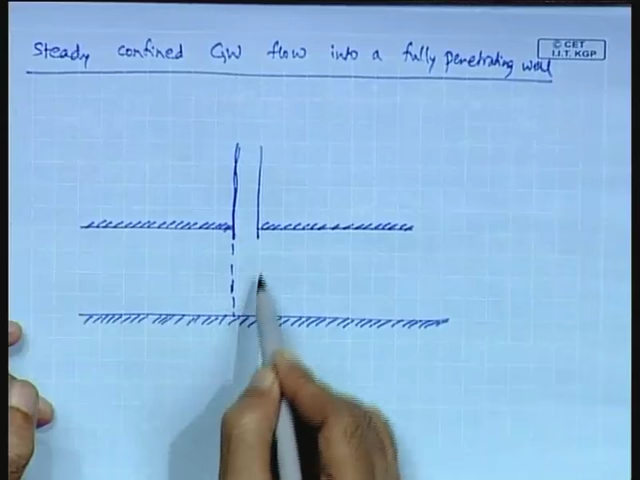 Steady confined GW flow into a fully penetrating well
© CET
I.I.T. KGP